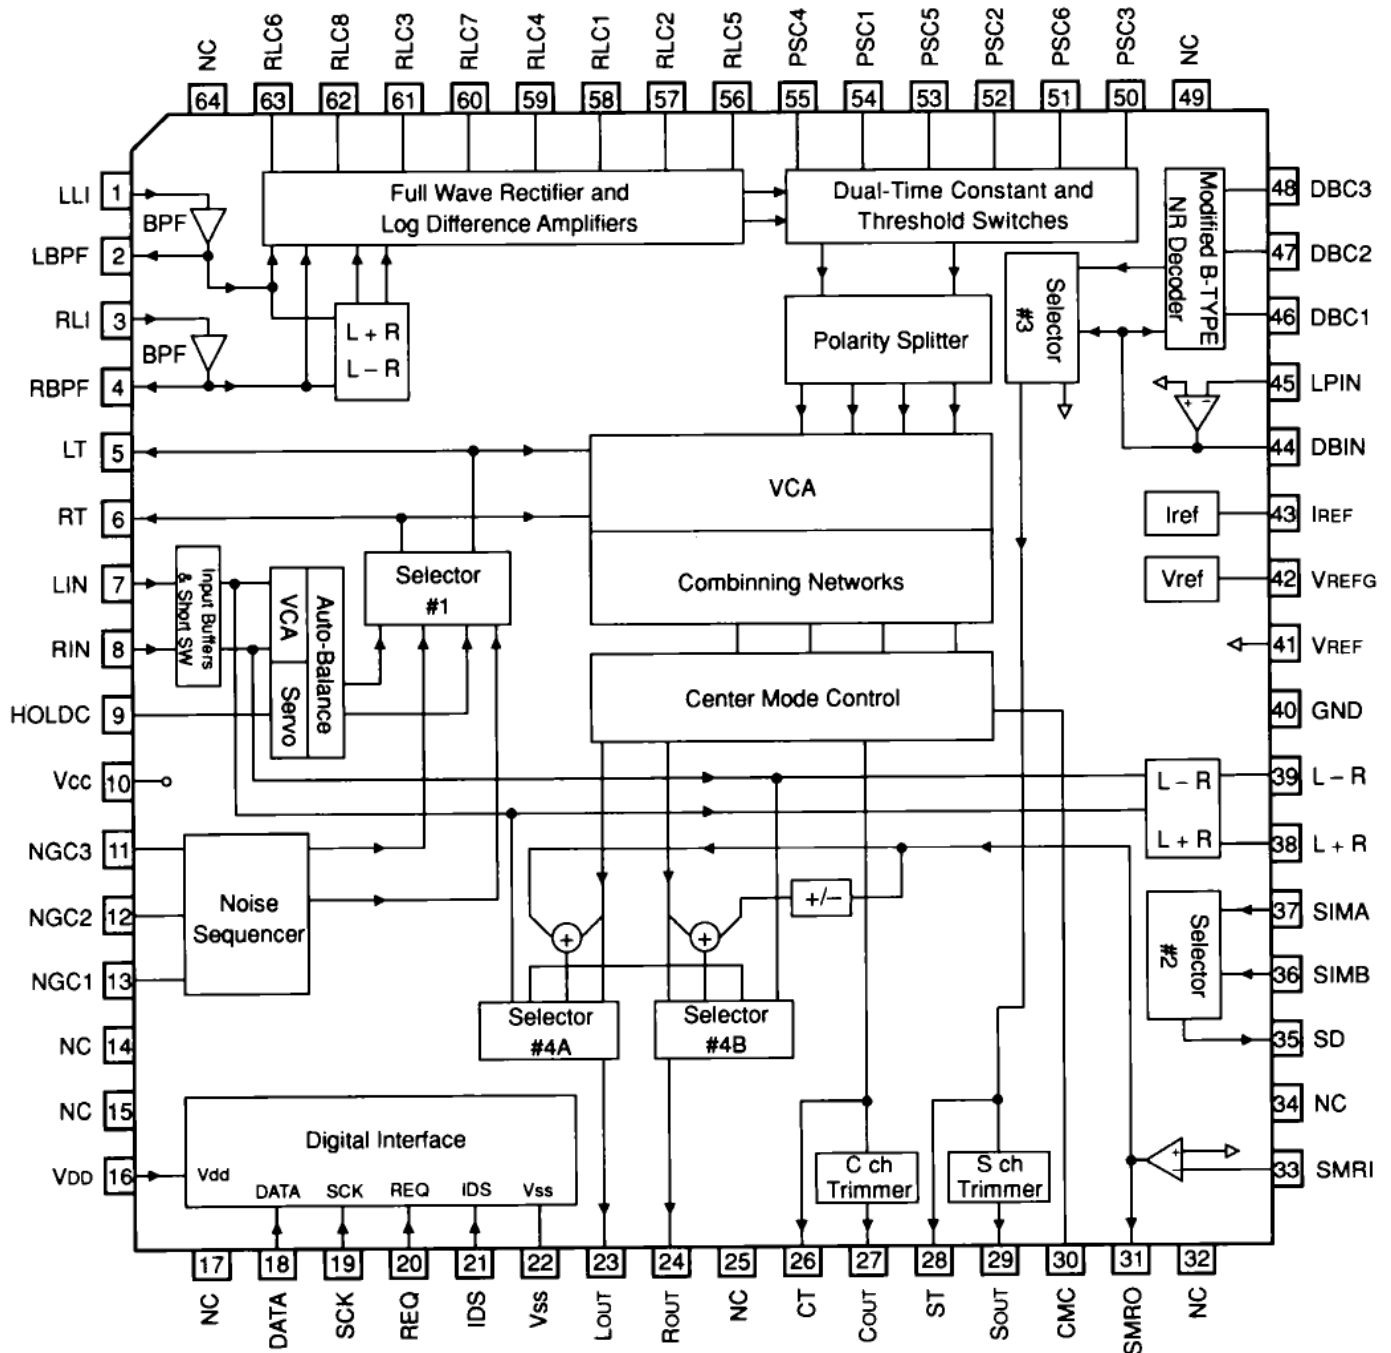 NC
RLC6
RLC8
RLC3
RLC7
RLC4
RLC1
RLC2
RLC5
PSC4
PSC1
PSC5
PSC2
PSC6
PSC3
NC
64
63
62
61
60
59
58
57
56
55
54
53
52
51
50
49
LLI
1
LBPF
2
RLI
3
RBPF
4
LT
5
RT
6
LIN
7
RIN
8
HOLDC
9
Vcc
10
NGC3
11
NGC2
12
NGC1
13
NC
14
NC
15
VDD
16
BPF
BPF
Full Wave Rectifier and
Log Difference Amplifiers
Dual-Time Constant and
Threshold Switches
L + R
L − R
Polarity Splitter
Selector
#3
Modified B-TYPE
NR Decoder
+ −
VCA
Combinning Networks
Iref
Vref
Input Buffers
& Short SW
VCA
Servo
Auto-Balance
Selector
#1
Center Mode Control
L − R
L + R
Noise
Sequencer
+
+
+/−
Selector
#2
Selector
#4A
Selector
#4B
Digital Interface
Vdd
DATA
SCK
REQ
IDS
Vss
C ch
Trimmer
S ch
Trimmer
+
−
48
DBC3
47
DBC2
46
DBC1
45
LPIN
44
DBIN
43
IREF
42
VREFG
41
VREF
40
GND
39
L − R
38
L + R
37
SIMA
36
SIMB
35
SD
34
NC
33
SMRI
17
18
19
20
21
22
23
24
25
26
27
28
29
30
31
32
NC
DATA
SCK
REQ
IDS
Vss
LOUT
ROUT
NC
CT
COUT
ST
SOUT
CMC
SMRO
NC